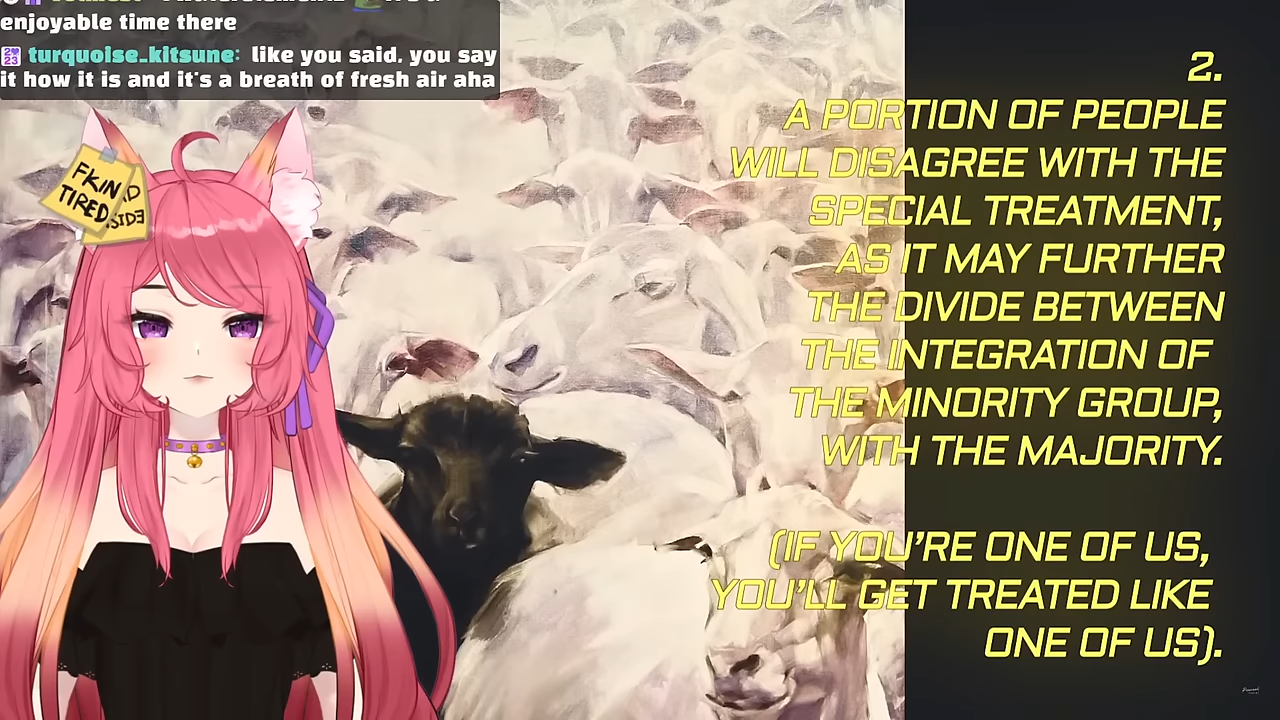 enjoyable time there
turquoise_kitsune: like you said, you say
it how it is and it's a breath of fresh air aha
FKIN
TIRED
SIDE
2.
A PORTION OF PEOPLE
WILL DISAGREE WITH THE
SPECIAL TREATMENT,
AS IT MAY FURTHER
THE DIVIDE BETWEEN
THE INTEGRATION OF
THE MINORITY GROUP,
WITH THE MAJORITY.
(IF YOU'RE ONE OF US,
YOU'LL GET TREATED LIKE
ONE OF US).